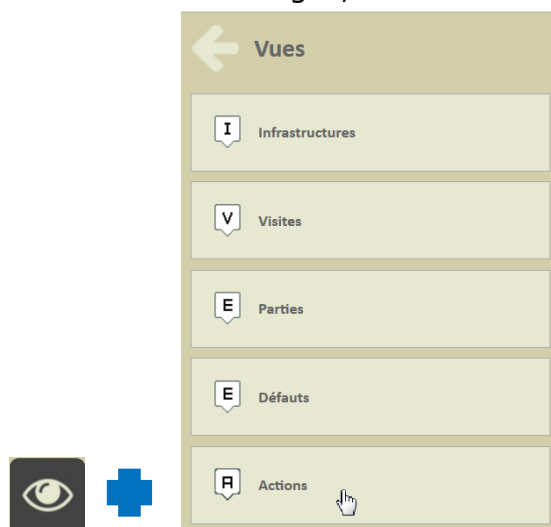 Vues
I Infrastructures
V Visites
E Parties
E Défauts
A Actions